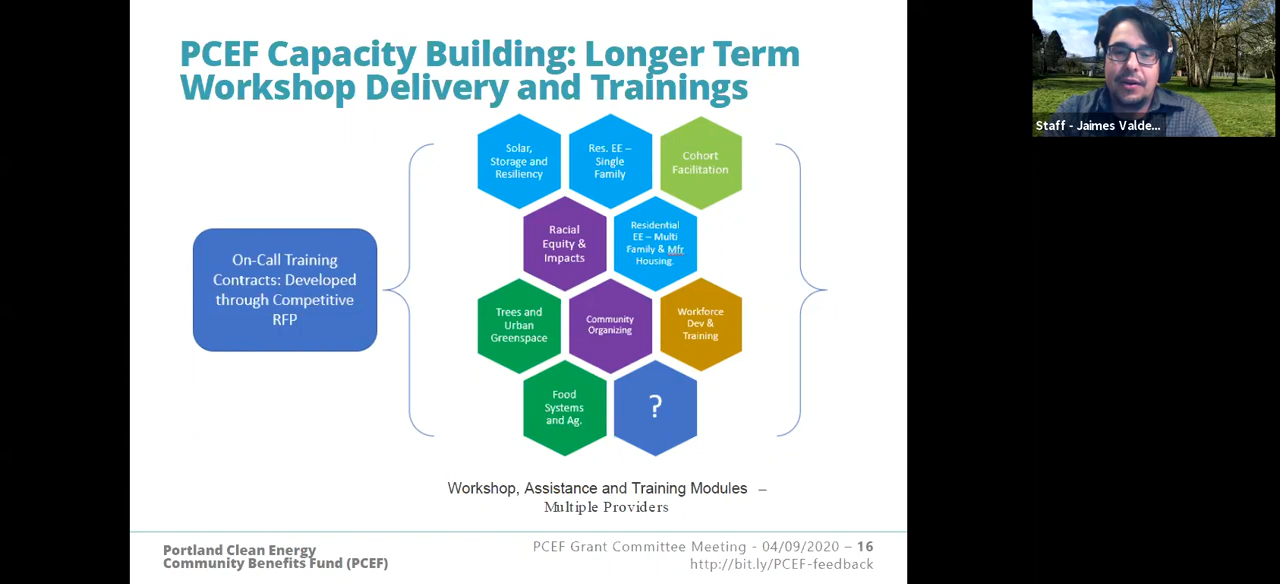 PCEF Capacity Building: Longer Term
Workshop Delivery and Trainings
Staff - Jaimes Valde...
Solar,
Storage and
Resiliency
Res. EE –
Single
Family
Cohort
Facilitation
Racial
Equity &
Impacts
Residential
EE – Multi
Family & Mfr
Housing.
On-Call Training
Contracts: Developed
through Competitive
RFP
Trees and
Urban
Greenspace
Community
Organizing
Workforce
Dev &
Training
Food
Systems
and Ag.
?
Workshop, Assistance and Training Modules –
Multiple Providers
Portland Clean Energy
Community Benefits Fund (PCEF)
PCEF Grant Committee Meeting - 04/09/2020 – 16
http://bit.ly/PCEF-feedback